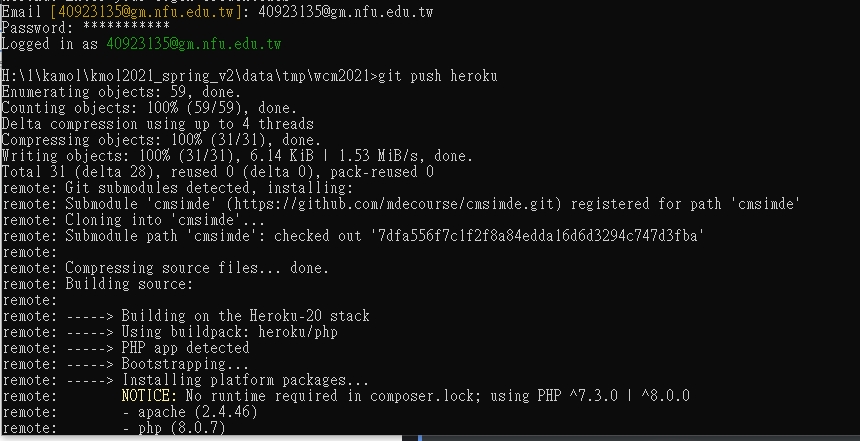 Email [40923135@gm.nfu.edu.tw]: 40923135@gm.nfu.edu.tw
Password: ***********
Logged in as 40923135@gm.nfu.edu.tw
H:\1\kamol\kmol2021_spring_v2\data\tmp\wcm2021>git push heroku
Enumerating objects: 59, done.
Counting objects: 100% (59/59), done.
Delta compression using up to 4 threads
Compressing objects: 100% (31/31), done.
Writing objects: 100% (31/31), 6.14 KiB | 1.53 MiB/s, done.
Total 31 (delta 28), reused 0 (delta 0), pack-reused 0
remote: Git submodules detected, installing:
remote: Submodule 'cmsimde' (https://github.com/mdecourse/cmsimde.git) registered for path 'cmsimde'
remote: Cloning into 'cmsimde'...
remote: Submodule path 'cmsimde': checked out '7dfa556f7c1f2f8a84edda16d6d3294c747d3fba'
remote:
remote: Compressing source files... done.
remote: Building source:
remote:
remote: -----> Building on the Heroku-20 stack
remote: -----> Using buildpack: heroku/php
remote: -----> PHP app detected
remote: -----> Bootstrapping...
remote: -----> Installing platform packages...
remote:        NOTICE: No runtime required in composer.lock; using PHP ^7.3.0 | ^8.0.0
remote:        - apache (2.4.46)
remote:        - php (8.0.7)